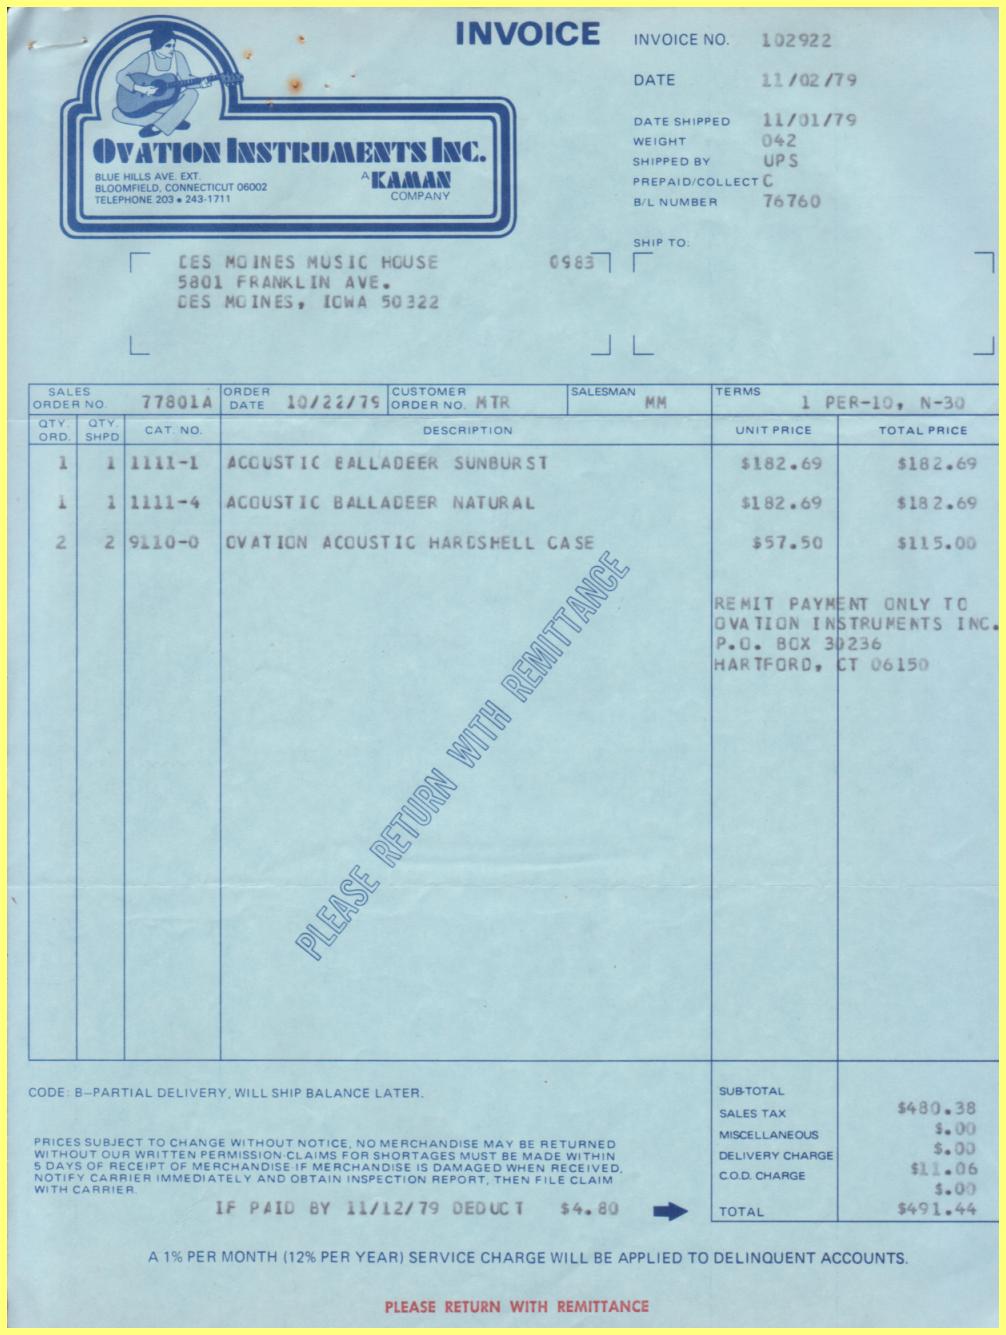 INVOICE
INVOICE NO. 102922
DATE 11/02/79
DATE SHIPPED 11/01/79
WEIGHT 042
SHIPPED BY UPS
PREPAID/COLLECT C
B/L NUMBER 76760
OVATION INSTRUMENTS INC.
BLUE HILLS AVE. EXT.
BLOOMFIELD, CONNECTICUT 06002
TELEPHONE 203 • 243-1711
A KAMAN
COMPANY
SHIP TO:
DES MOINES MUSIC HOUSE 0983
5801 FRANKLIN AVE.
DES MOINES, IOWA 50322
SALES ORDER NO. 77801A ORDER DATE 10/22/79 CUSTOMER ORDER NO. MTR SALESMAN MM TERMS 1 PER-10, N-30
QTY. ORD. QTY. SHPD CAT. NO. DESCRIPTION UNIT PRICE TOTAL PRICE
1 1 1111-1 ACOUSTIC BALLADEER SUNBURST $182.69 $182.69
1 1 1111-4 ACOUSTIC BALLADEER NATURAL $182.69 $182.69
2 2 9110-0 OVATION ACOUSTIC HARDSHELL CASE $57.50 $115.00
REMIT PAYMENT ONLY TO
OVATION INSTRUMENTS INC.
P.O. BOX 30236
HARTFORD, CT 06150
PLEASE RETURN WITH REMITTANCE
CODE: B—PARTIAL DELIVERY, WILL SHIP BALANCE LATER.
SUB-TOTAL $480.38
SALES TAX $.00
MISCELLANEOUS $.00
DELIVERY CHARGE $11.06
C.O.D. CHARGE $.00
PRICES SUBJECT TO CHANGE WITHOUT NOTICE, NO MERCHANDISE MAY BE RETURNED
WITHOUT OUR WRITTEN PERMISSION-CLAIMS FOR SHORTAGES MUST BE MADE WITHIN
5 DAYS OF RECEIPT OF MERCHANDISE-IF MERCHANDISE IS DAMAGED WHEN RECEIVED,
NOTIFY CARRIER IMMEDIATELY AND OBTAIN INSPECTION REPORT, THEN FILE CLAIM
WITH CARRIER.
IF PAID BY 11/12/79 DEDUCT $4.80
TOTAL $491.44
A 1% PER MONTH (12% PER YEAR) SERVICE CHARGE WILL BE APPLIED TO DELINQUENT ACCOUNTS.
PLEASE RETURN WITH REMITTANCE